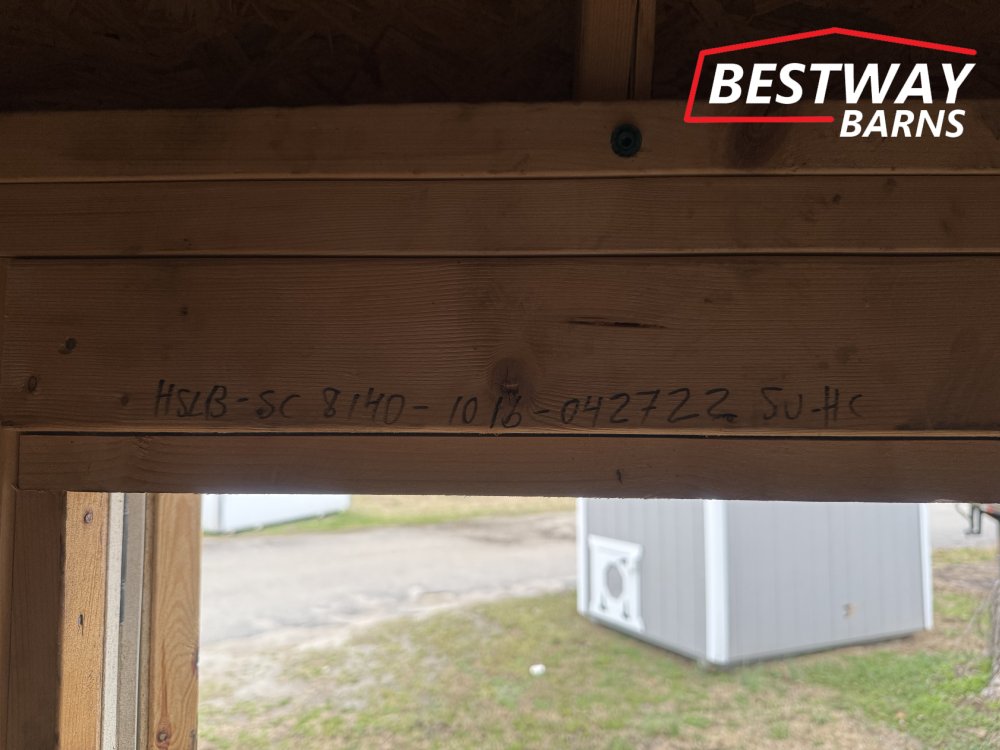 BESTWAY
BARNS
HSLB-SC 8140-1016-042722 SU-HC